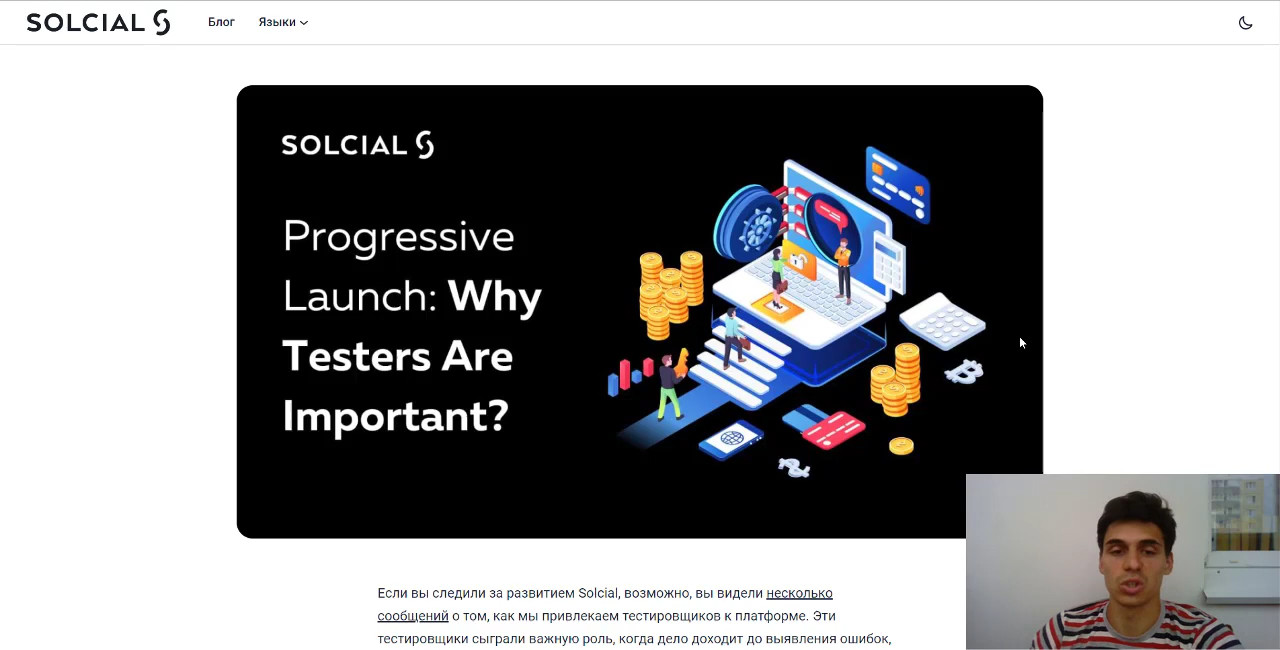 SOLCIAL
Блог
Языки
SOLCIAL
Progressive
Launch: Why
Testers Are
Important?
Если вы следили за развитием Solcial, возможно, вы видели несколько
сообщений о том, как мы привлекаем тестировщиков к платформе. Эти
тестировщики сыграли важную роль, когда дело доходит до выявления ошибок,